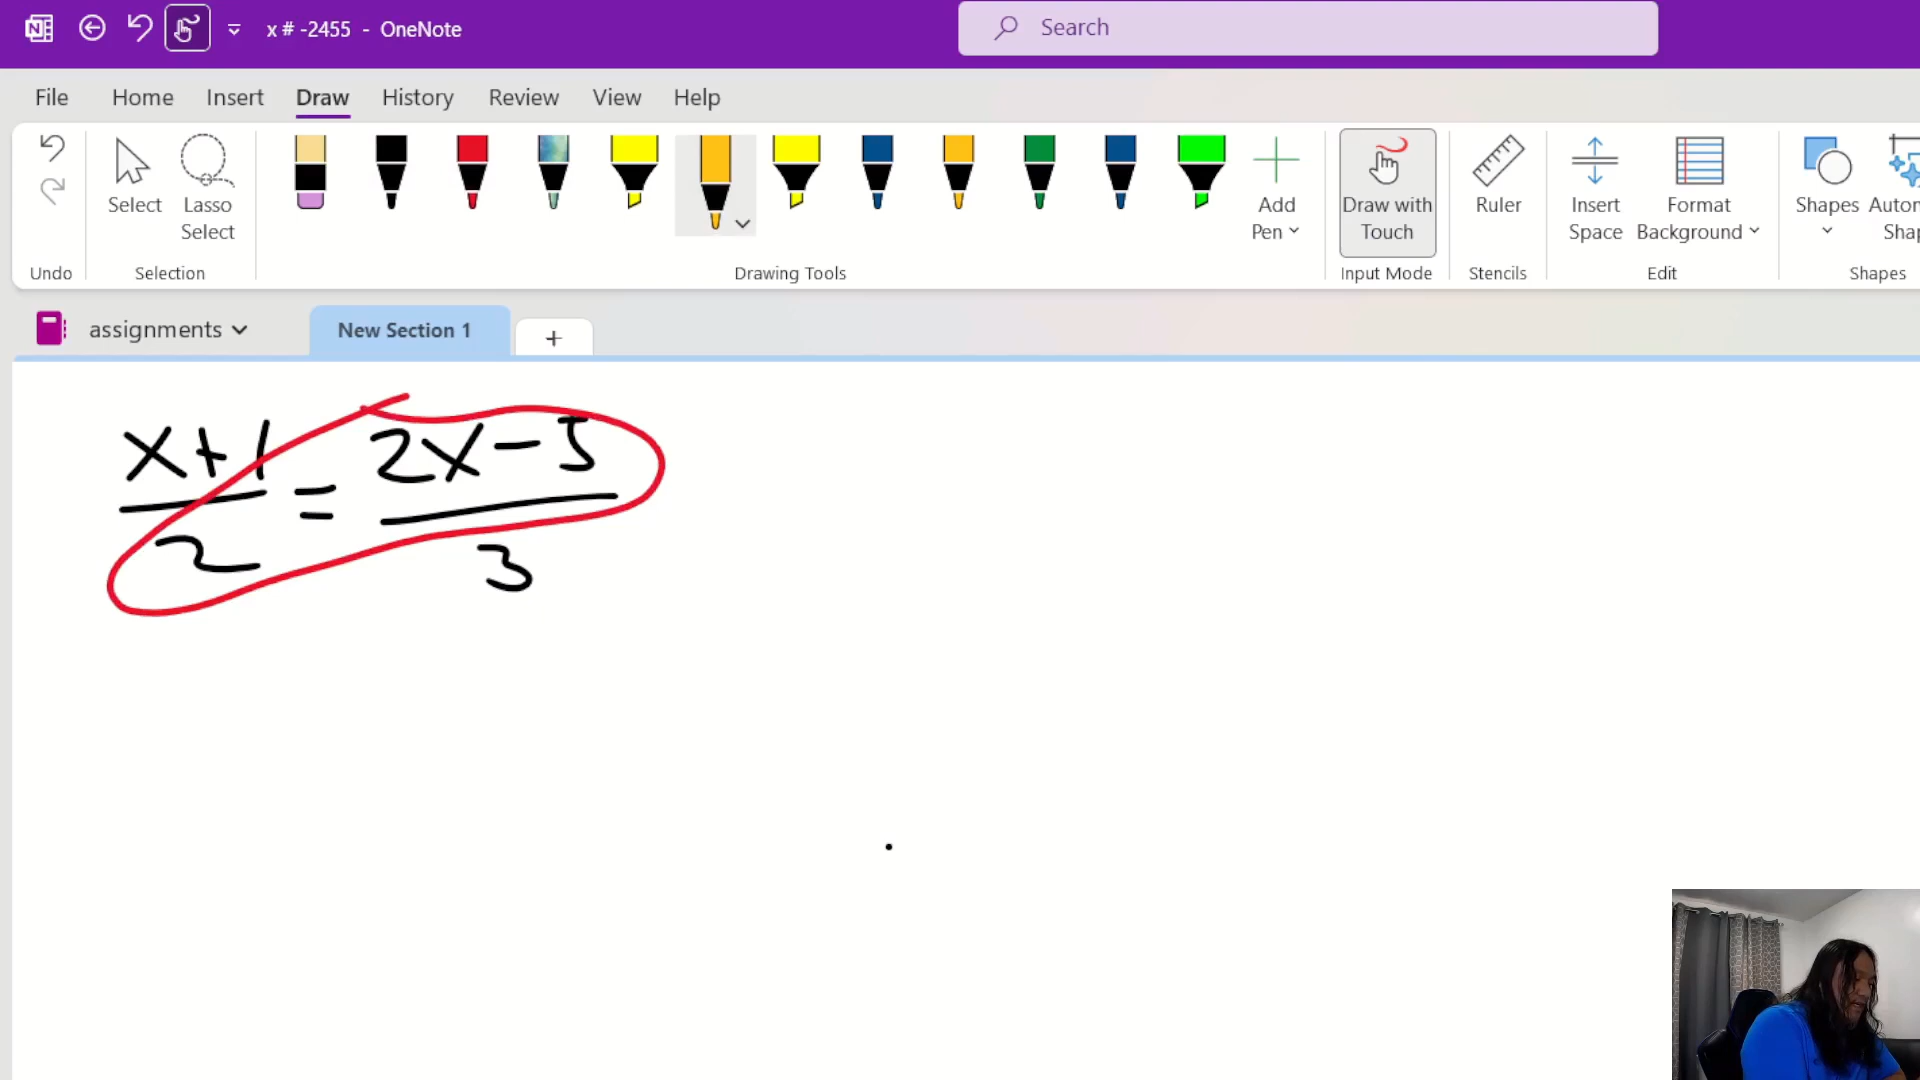 x # -2455 - OneNote
Search
File Home Insert Draw History Review View Help
Select
Lasso Select
Add Pen
Draw with Touch
Ruler
Insert Space
Format Background
Shapes
Undo Selection Drawing Tools Input Mode Stencils Edit Shapes
assignments New Section 1 +
x+1 = 2x-5
2 3